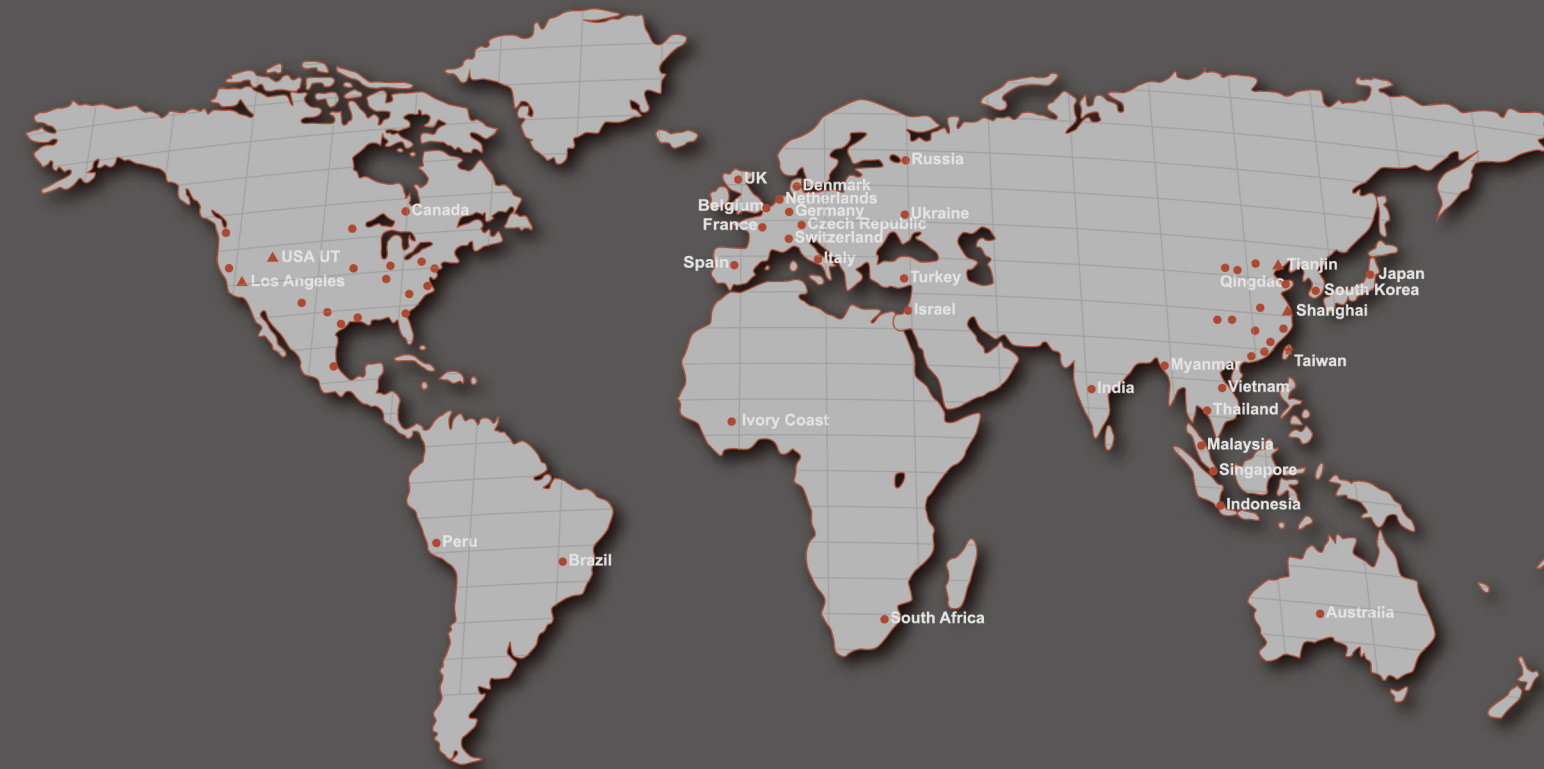 Russia
UK
Denmark
Netherlands
Belgium
Germany
Canada
Ukraine
France
Czech Republic
Switzerland
USA UT
Italy
Spain
Tianjin
Japan
Turkey
Los Angeles
Qingdao
South Korea
Israel
Shanghai
Taiwan
Myanmar
India
Vietnam
Thailand
Ivory Coast
Malaysia
Singapore
Indonesia
Peru
Brazil
Australia
South Africa